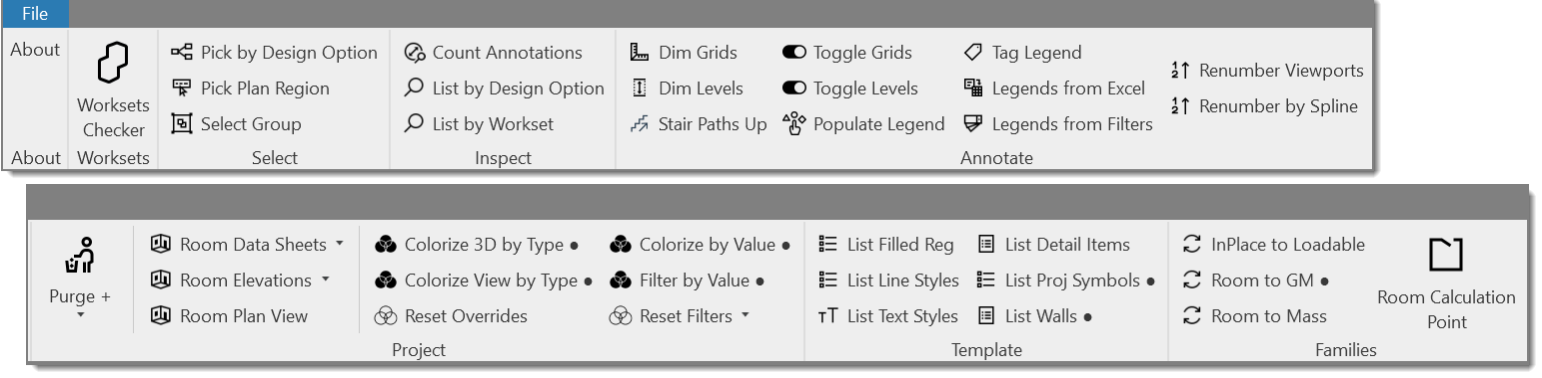 File
About
Worksets
Checker
Pick by Design Option
Pick Plan Region
Select Group
Count Annotations
List by Design Option
List by Workset
Dim Grids
Dim Levels
Stair Paths Up
Toggle Grids
Toggle Levels
Populate Legend
Tag Legend
Legends from Excel
Legends from Filters
Renumber Viewports
Renumber by Spline
About
Worksets
Select
Inspect
Annotate
Purge +
Room Data Sheets
Room Elevations
Room Plan View
Colorize 3D by Type ●
Colorize View by Type ●
Reset Overrides
Colorize by Value ●
Filter by Value ●
Reset Filters
List Filled Reg
List Line Styles
List Text Styles
List Detail Items
List Proj Symbols ●
List Walls ●
InPlace to Loadable
Room to GM ●
Room to Mass
Room Calculation
Point
Project
Template
Families